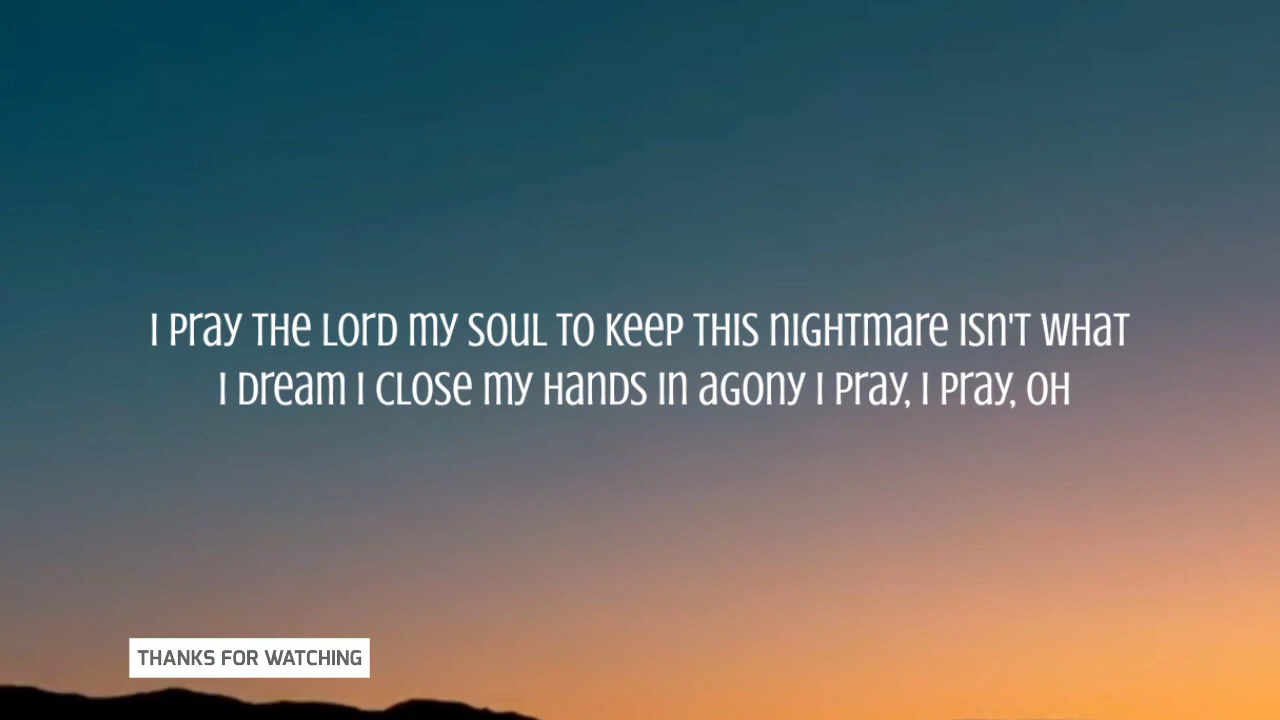 I Pray THE LOrD my SOUL TO KeeP THIS nIGHTmare Isn'T WHaT
I Dream I CLOSe my Hands In aGony I Pray, I Pray, OH
THANKS FOR WATCHING